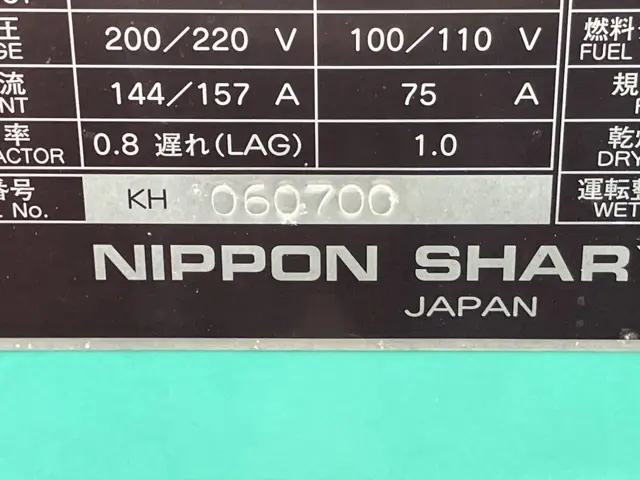 圧 200/220 V 100/110 V 燃料
GE FUEL
流 144/157 A 75 A 規
NT
率 0.8 遅れ(LAG) 1.0 乾
ACTOR DRY
番号 KH 060700 運転整
L No. WET
NIPPON SHAR
JAPAN